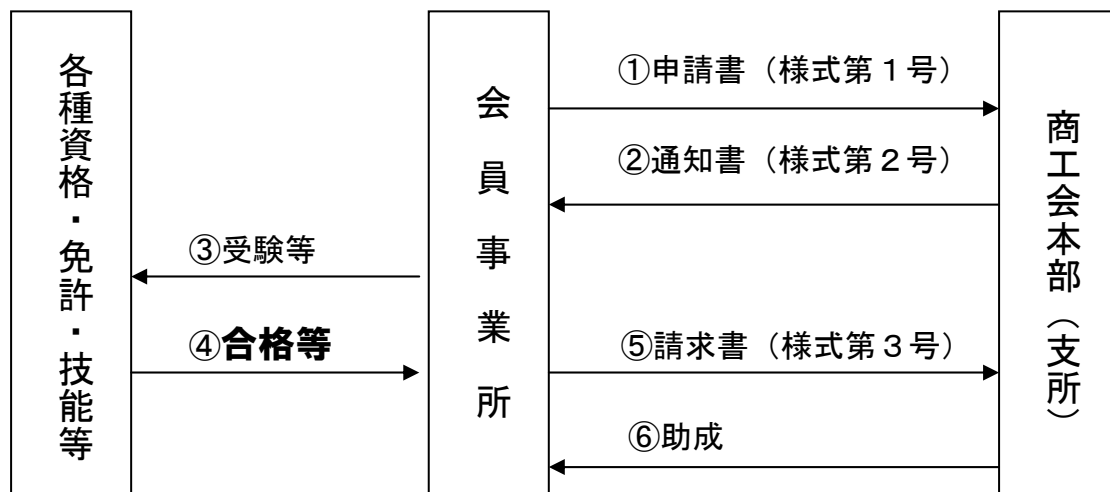 各種資格・免許・技能等
会員事業所
商工会本部（支所）
①申請書（様式第１号）
②通知書（様式第２号）
③受験等
④合格等
⑤請求書（様式第３号）
⑥助成